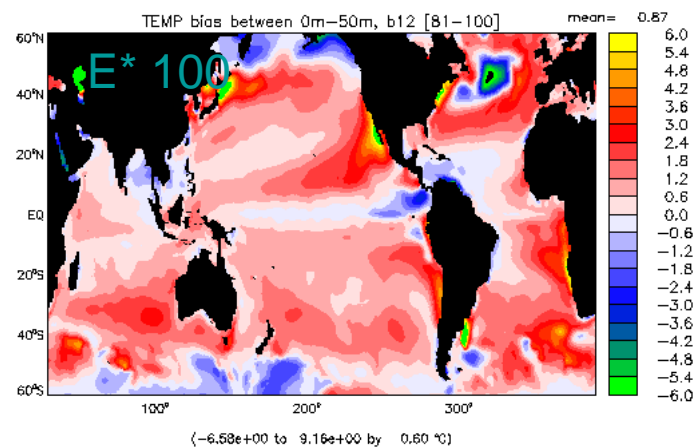 TEMP bias between 0m-50m, b12 [81-100]
mean= 0.87
E* 100
60°N
40°N
20°N
EQ
20°S
40°S
60°S
100° 200° 300°
6.0
5.4
4.8
4.2
3.6
3.0
2.4
1.8
1.2
0.6
0.0
-0.6
-1.2
-1.8
-2.4
-3.0
-3.6
-4.2
-4.8
-5.4
-6.0
(-6.58e+00 to 9.16e+00 by 0.60 °C)